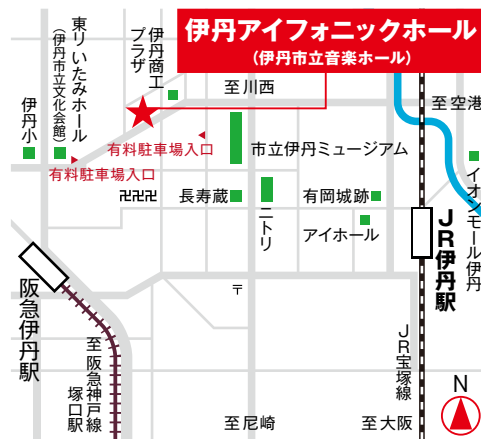 伊丹アイフォニックホール
(伊丹市立音楽ホール)
伊丹商工
プラザ
東リいたみホール
(伊丹市立文化会館)
伊丹小
至川西
至空港
有料駐車場入口
有料駐車場入口
市立伊丹ミュージアム
卍卍卍
長寿蔵
ニトリ
有岡城跡
アイホール
イオンモール伊丹
JR伊丹駅
阪急伊丹駅
〒
至阪急神戸線
塚口駅
JR宝塚線
至尼崎
至大阪
N